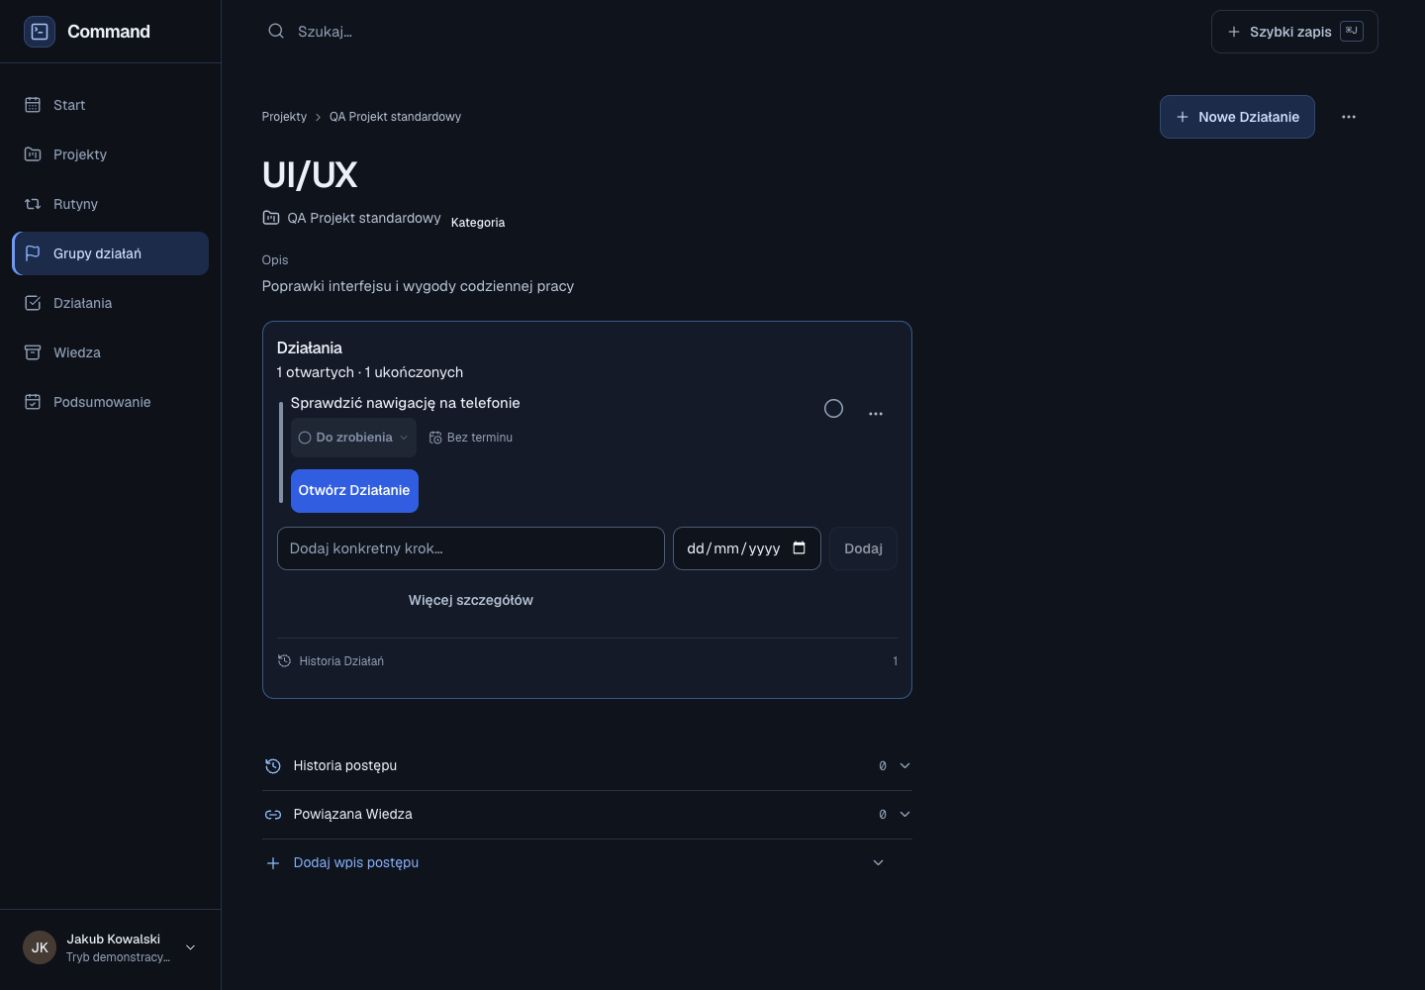 Command
Szukaj...
Szybki zapis ⌘J
Start
Projekty
Rutyny
Grupy działań
Działania
Wiedza
Podsumowanie
Projekty > QA Projekt standardowy
Nowe Działanie
UI/UX
QA Projekt standardowy Kategoria
Opis
Poprawki interfejsu i wygody codziennej pracy
Działania
1 otwartych · 1 ukończonych
Sprawdzić nawigację na telefonie
Do zrobienia Bez terminu
Otwórz Działanie
Dodaj konkretny krok... dd/mm/yyyy Dodaj
Więcej szczegółów
Historia Działań 1
Historia postępu 0
Powiązana Wiedza 0
Dodaj wpis postępu
JK Jakub Kowalski
Tryb demonstracy...